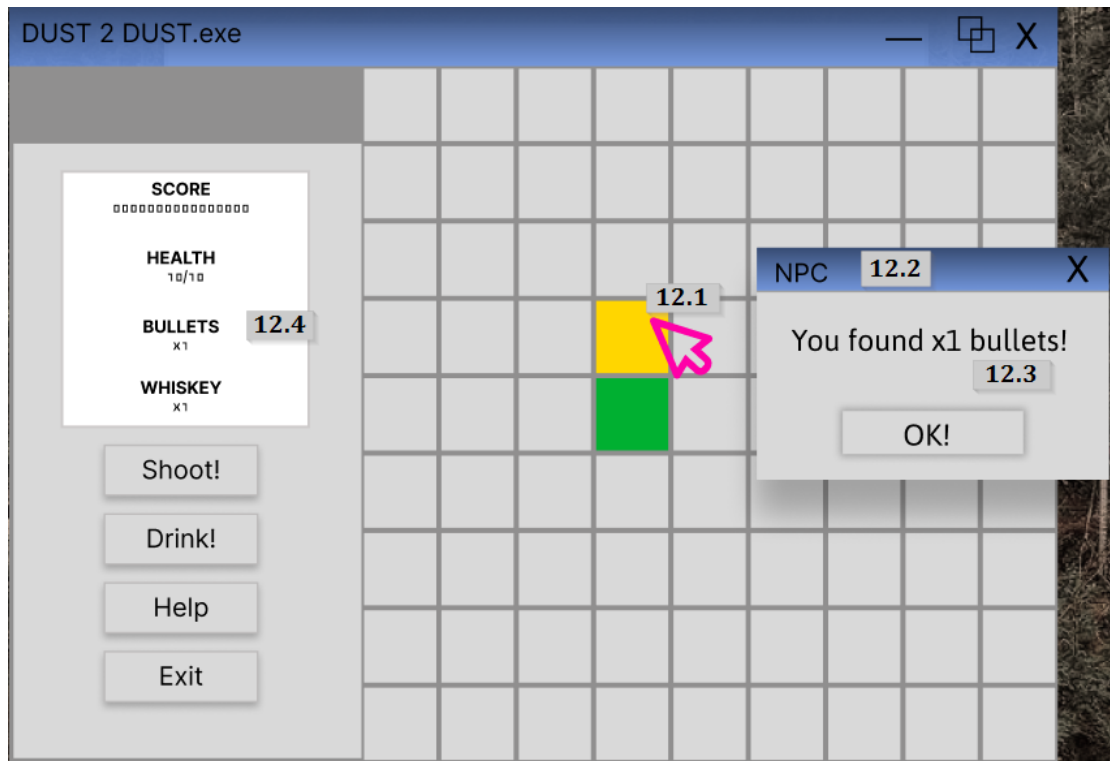 DUST 2 DUST.exe
— X
SCORE
0000000000000000
HEALTH
10/10
BULLETS 12.4
x1
WHISKEY
x1
Shoot!
Drink!
Help
Exit
12.1
NPC 12.2 X
You found x1 bullets!
12.3
OK!